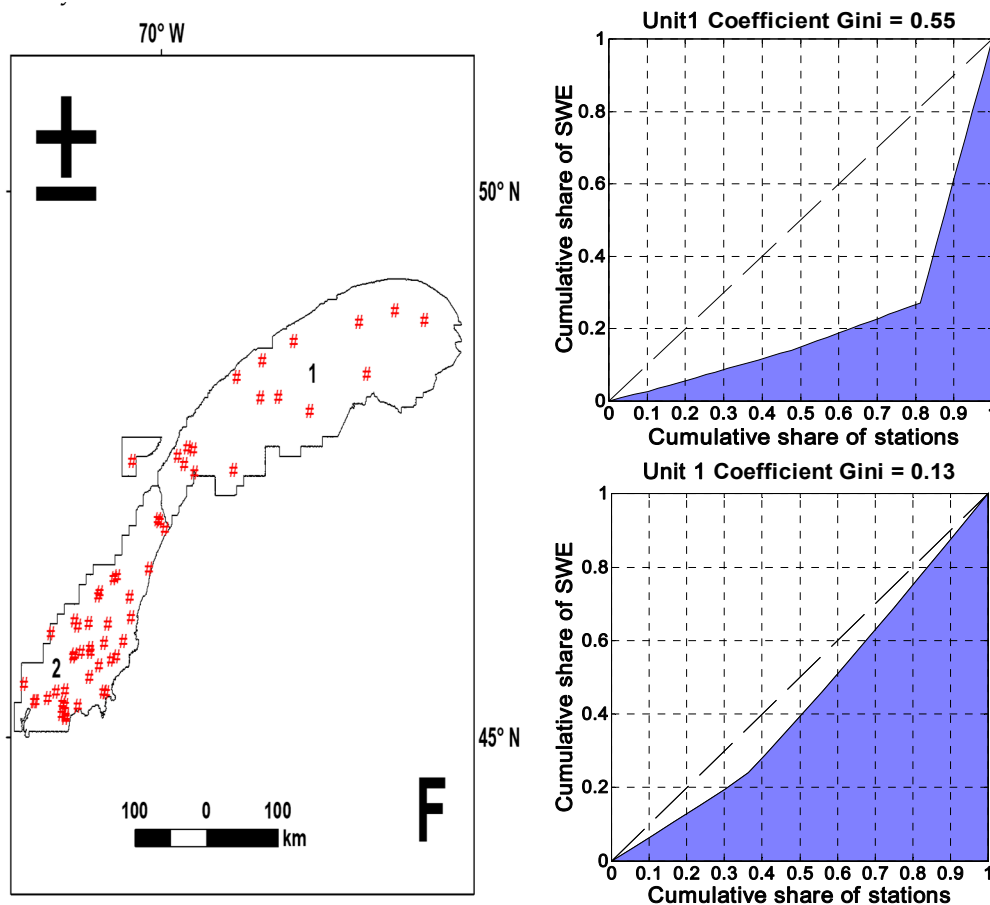 70° W
50° N
1
2
45° N
100 0 100
km
F
Unit1 Coefficient Gini = 0.55
Cumulative share of SWE
1
0.8
0.6
0.4
0.2
0
0 0.1 0.2 0.3 0.4 0.5 0.6 0.7 0.8 0.9 1
Cumulative share of stations
Unit 1 Coefficient Gini = 0.13
Cumulative share of SWE
1
0.8
0.6
0.4
0.2
0
0 0.1 0.2 0.3 0.4 0.5 0.6 0.7 0.8 0.9 1
Cumulative share of stations